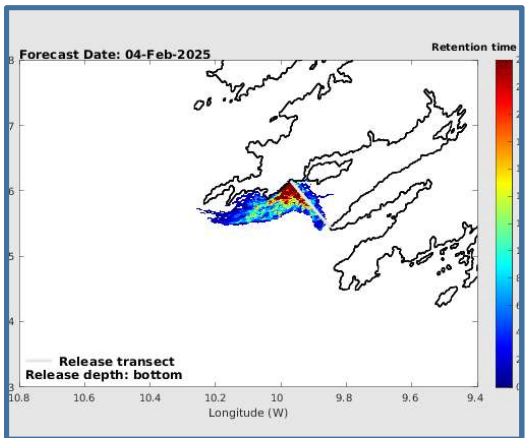 Retention time
Forecast Date: 04-Feb-2025
8
7
6
5
4
3
Release transect
Release depth: bottom
10.8 10.6 10.4 10.2 10 9.8 9.6 9.4
Longitude (W)